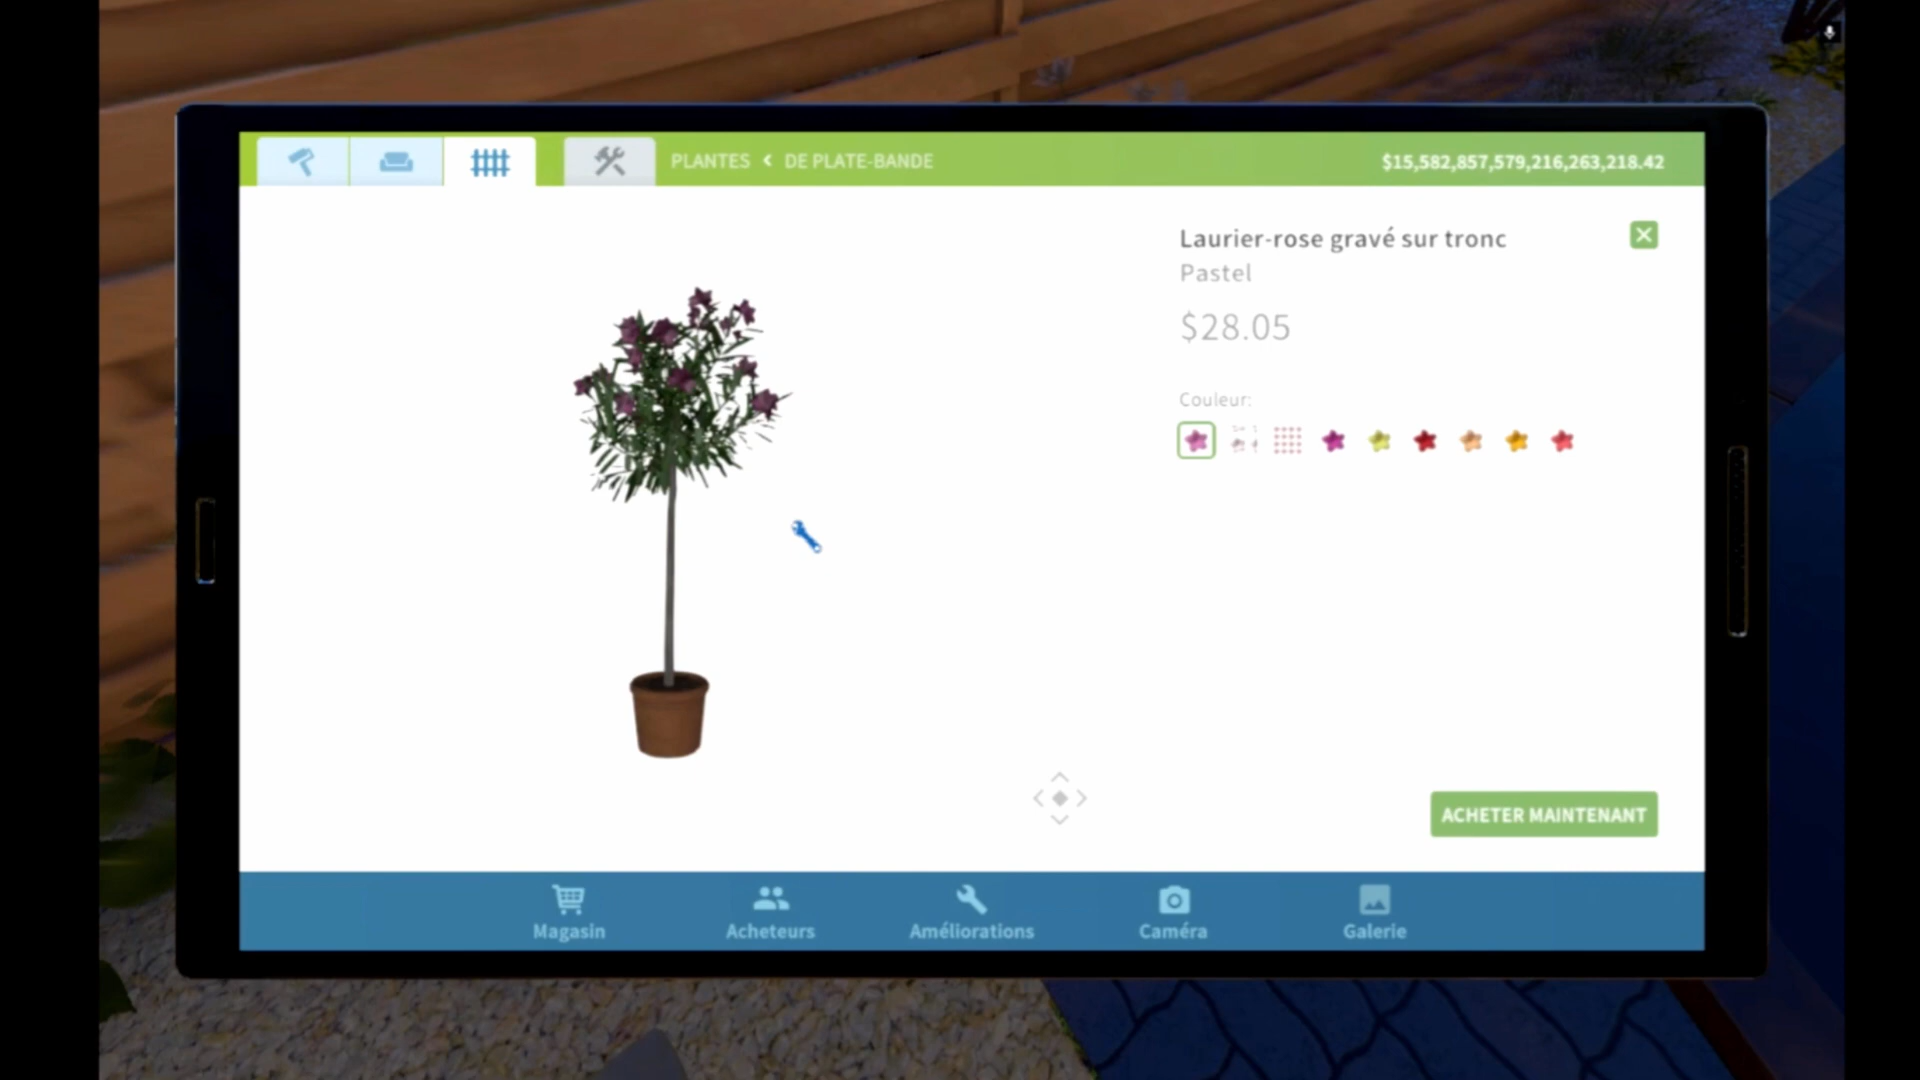 PLANTES < DE PLATE-BANDE
$15,582,857,579,216,263,218.42
Laurier-rose gravé sur tronc
Pastel
$28.05
Couleur:
ACHETER MAINTENANT
Magasin
Acheteurs
Améliorations
Caméra
Galerie